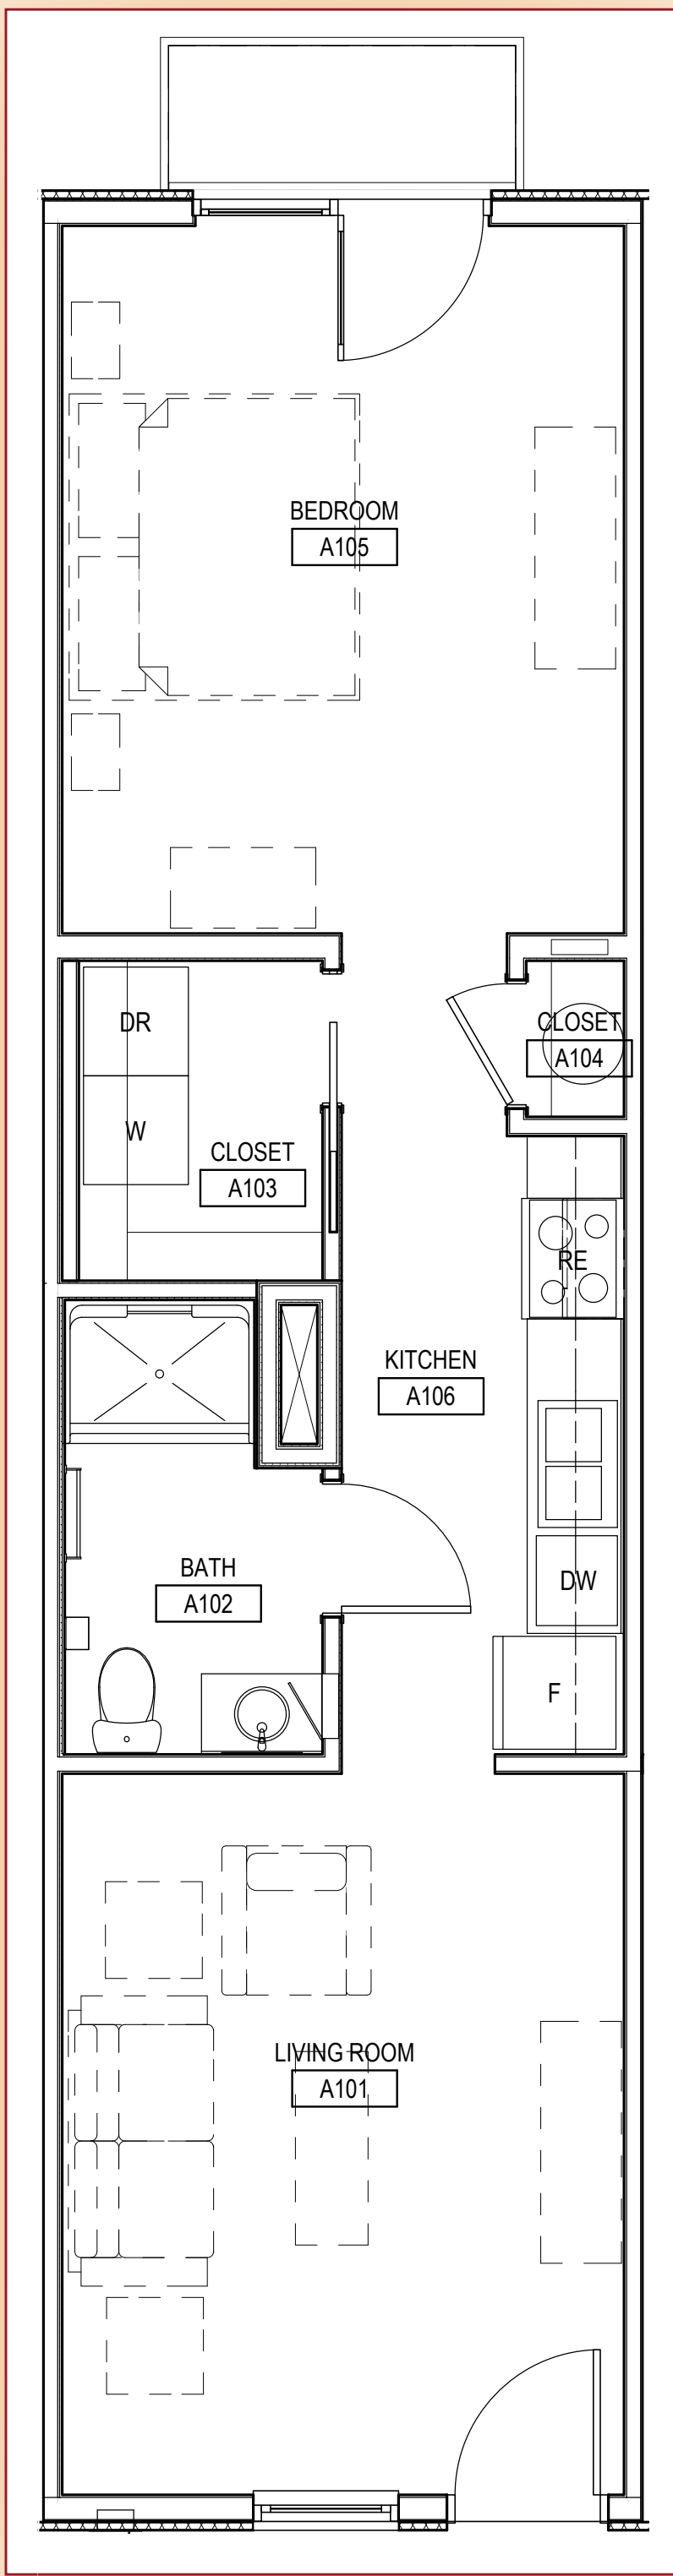 BEDROOM
A105
DR
CLOSET
A104
W
CLOSET
A103
RE
KITCHEN
A106
BATH
A102
DW
F
LIVING ROOM
A101